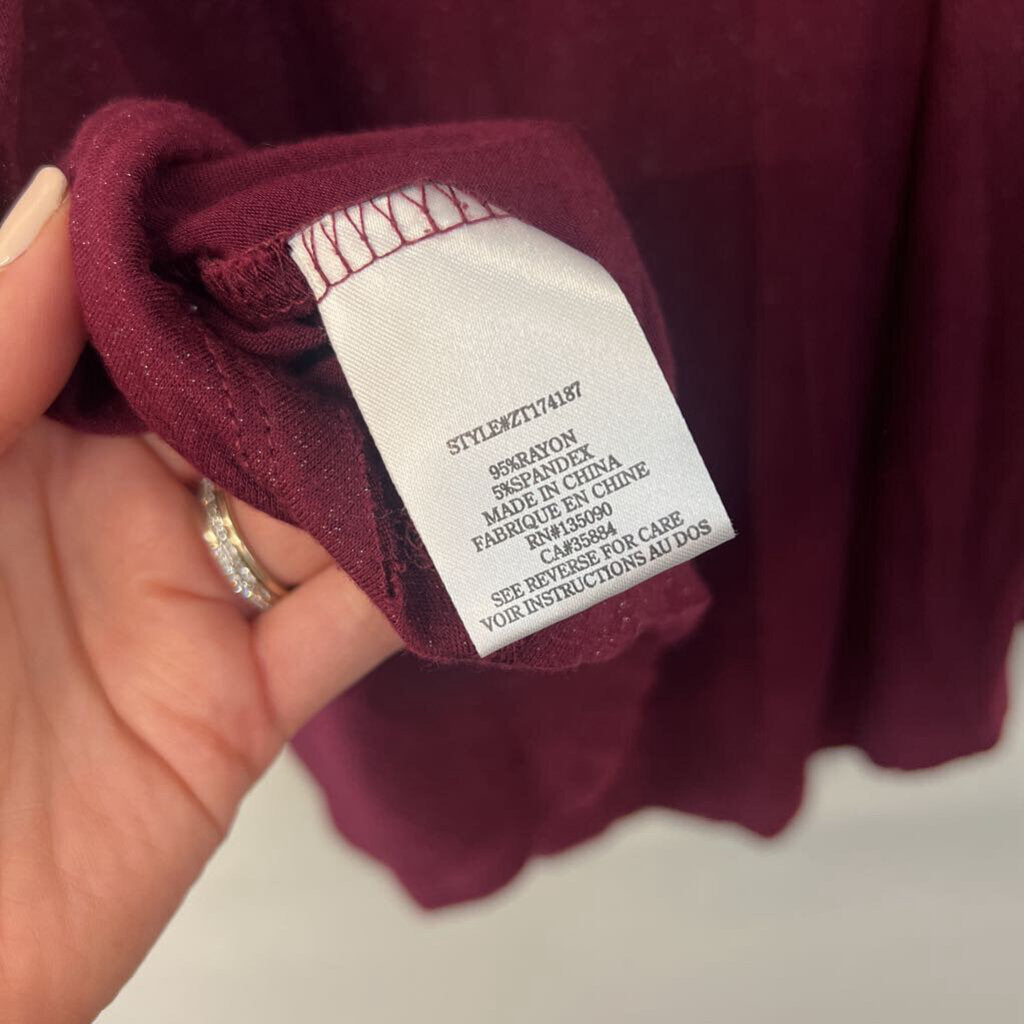 STYLE#ZT174187
95%RAYON
5%SPANDEX
MADE IN CHINA
FABRIQUE EN CHINE
RN#135090
CA#35884
SEE REVERSE FOR CARE
VOIR INSTRUCTIONS AU DOS